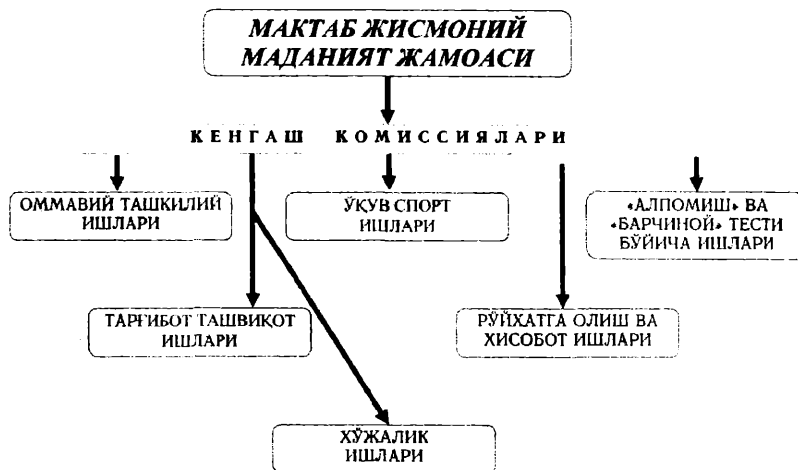 МАКТАБ ЖИСМОНИЙ
МАДАНИЯТ ЖАМОАСИ
КЕНГАШ КОМИССИЯЛАРИ
ОММАВИЙ ТАШКИЛИЙ
ИШЛАРИ
ЎҚУВ СПОРТ
ИШЛАРИ
«АЛПОМИШ» ВА
«БАРЧИНОЙ» ТЕСТИ
БЎЙИЧА ИШЛАРИ
ТАРҒИБОТ ТАШВИҚОТ
ИШЛАРИ
РЎЙХАТГА ОЛИШ ВА
ХИСОБОТ ИШЛАРИ
ХЎЖАЛИК
ИШЛАРИ